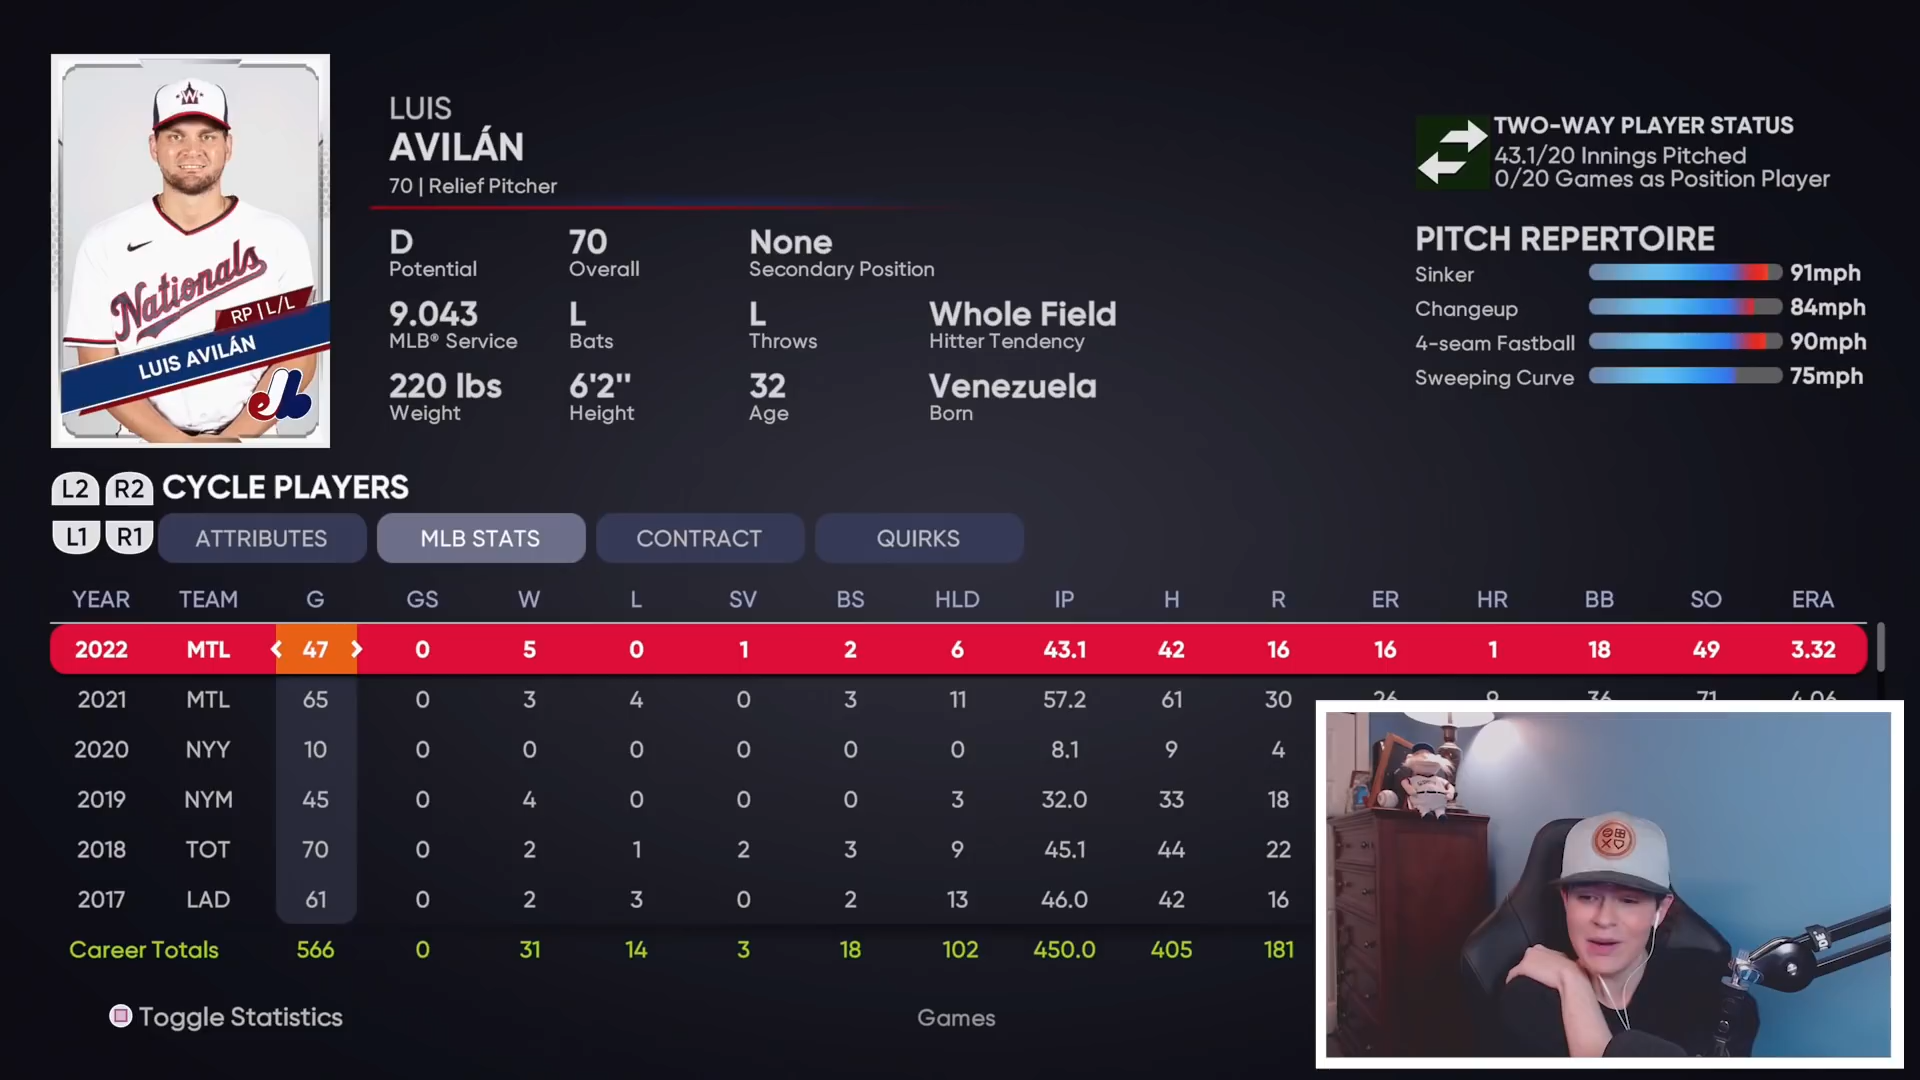 LUIS
AVILÁN
70 | Relief Pitcher
Nationals
RP | L/L
LUIS AVILÁN
D
Potential
70
Overall
None
Secondary Position
9.043
MLB® Service
L
Bats
L
Throws
Whole Field
Hitter Tendency
220 lbs
Weight
6'2"
Height
32
Age
Venezuela
Born
TWO-WAY PLAYER STATUS
43.1/20 Innings Pitched
0/20 Games as Position Player
PITCH REPERTOIRE
Sinker 91mph
Changeup 84mph
4-seam Fastball 90mph
Sweeping Curve 75mph
L2 R2 CYCLE PLAYERS
L1 R1 ATTRIBUTES MLB STATS CONTRACT QUIRKS
YEAR TEAM G GS W L SV BS HLD IP H R ER HR BB SO ERA
2022 MTL 47 0 5 0 1 2 6 43.1 42 16 16 1 18 49 3.32
2021 MTL 65 0 3 4 0 3 11 57.2 61 30 26 36 71 4.06
2020 NYY 10 0 0 0 0 0 0 8.1 9 4
2019 NYM 45 0 4 0 0 0 3 32.0 33 18
2018 TOT 70 0 2 1 2 3 9 45.1 44 22
2017 LAD 61 0 2 3 0 2 13 46.0 42 16
Career Totals 566 0 31 14 3 18 102 450.0 405 181
Toggle Statistics
Games